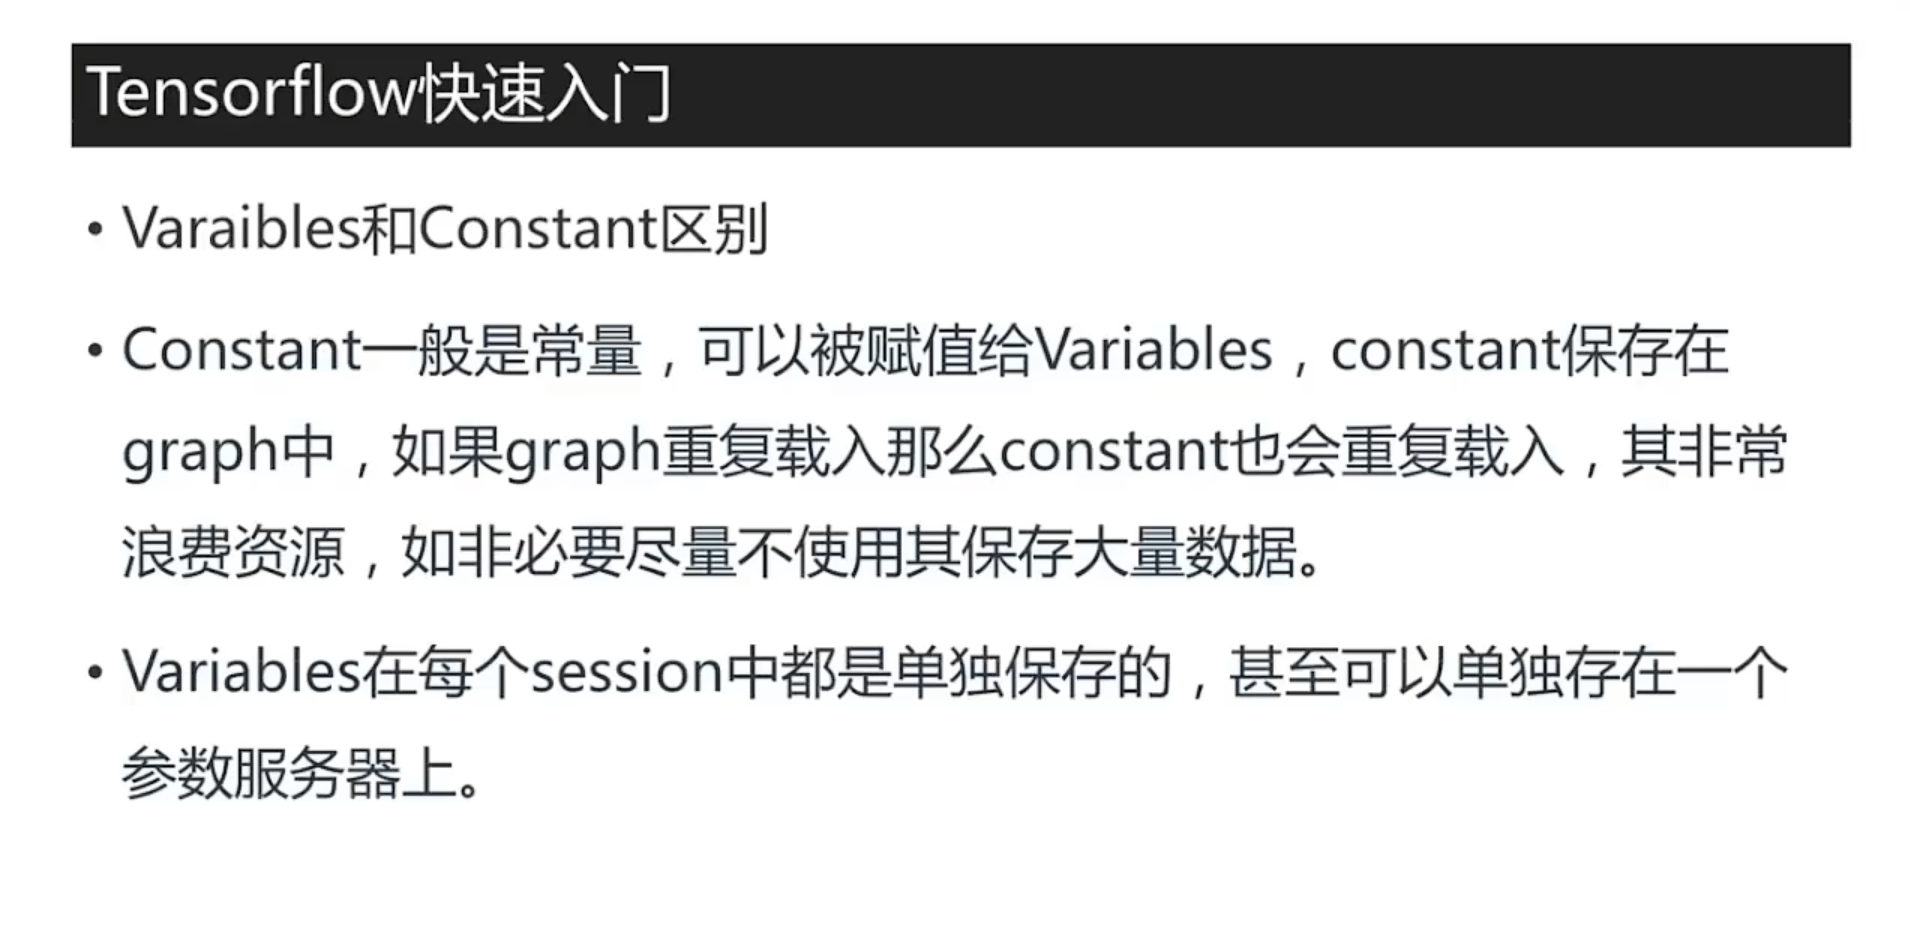 Tensorflow快速入门
• Varaibles和Constant区别
• Constant一般是常量，可以被赋值给Variables，constant保存在
graph中，如果graph重复载入那么constant也会重复载入，其非常
浪费资源，如非必要尽量不使用其保存大量数据。
• Variables在每个session中都是单独保存的，甚至可以单独存在一个
参数服务器上。